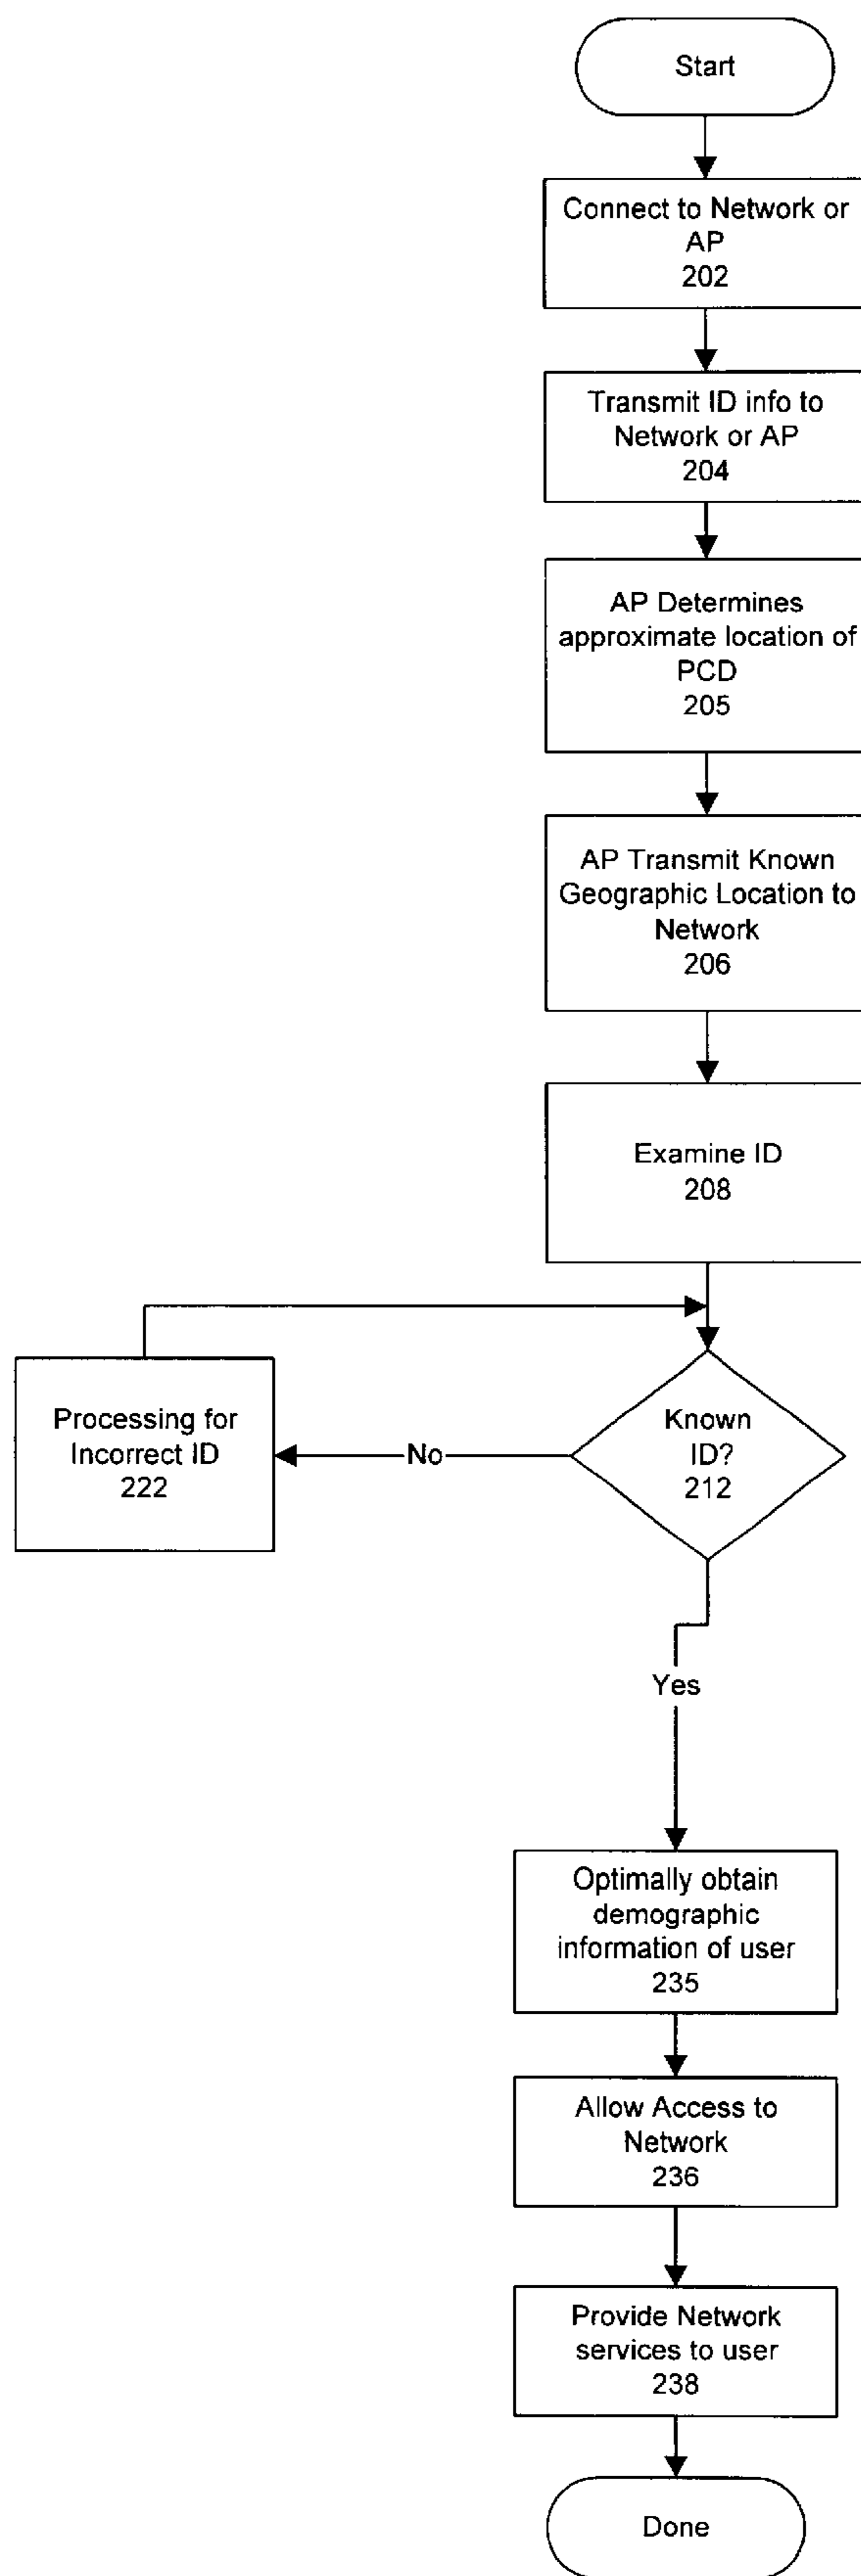 Start
Connect to Network or
AP
202
Transmit ID info to
Network or AP
204
AP Determines
approximate location of
PCD
205
AP Transmit Known
Geographic Location to
Network
206
Examine ID
208
Known
ID?
212
No
Processing for
Incorrect ID
222
Yes
Optimally obtain
demographic
information of user
235
Allow Access to
Network
236
Provide Network
services to user
238
Done